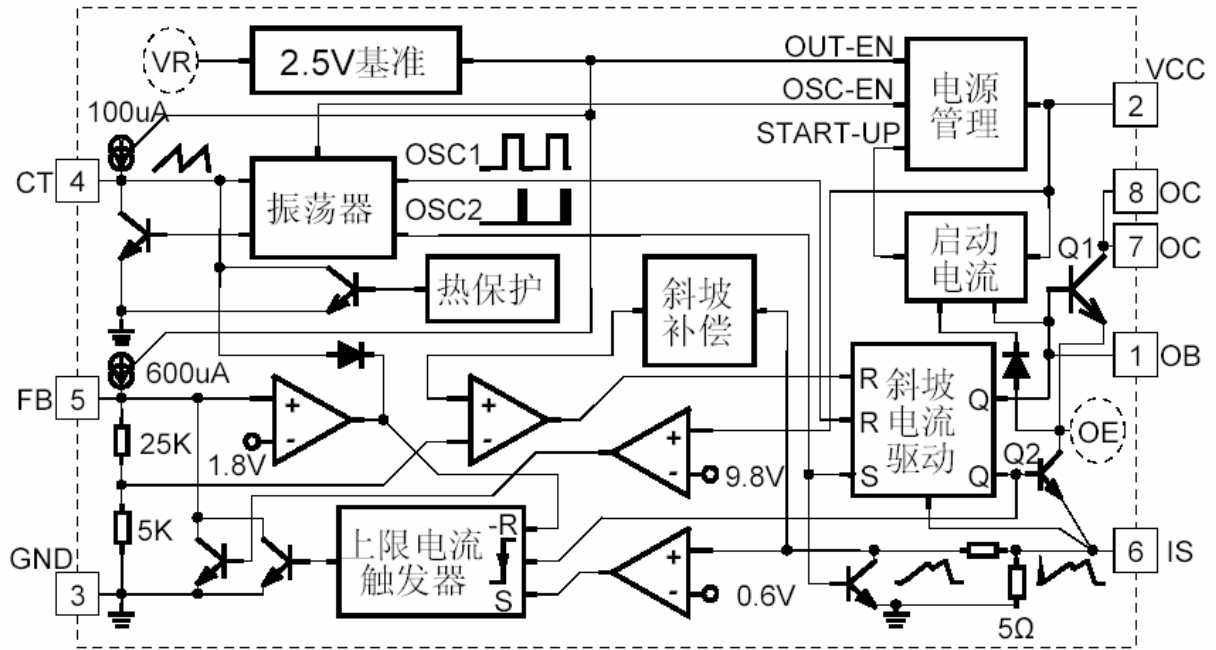 VR
2.5V基准
OUT-EN
OSC-EN
START-UP
电源
管理
VCC
2
100uA
CT
4
OSC1
OSC2
振荡器
8
OC
7
OC
启动
电流
Q1
热保护
斜坡
补偿
600uA
FB
5
1
OB
+
-
1.8V
25K
+
-
R
R
S
斜坡
电流
驱动
Q
Q
OE
Q2
+
-
9.8V
5K
GND
3
上限电流
触发器
-R
S
+
-
0.6V
6
IS
5Ω